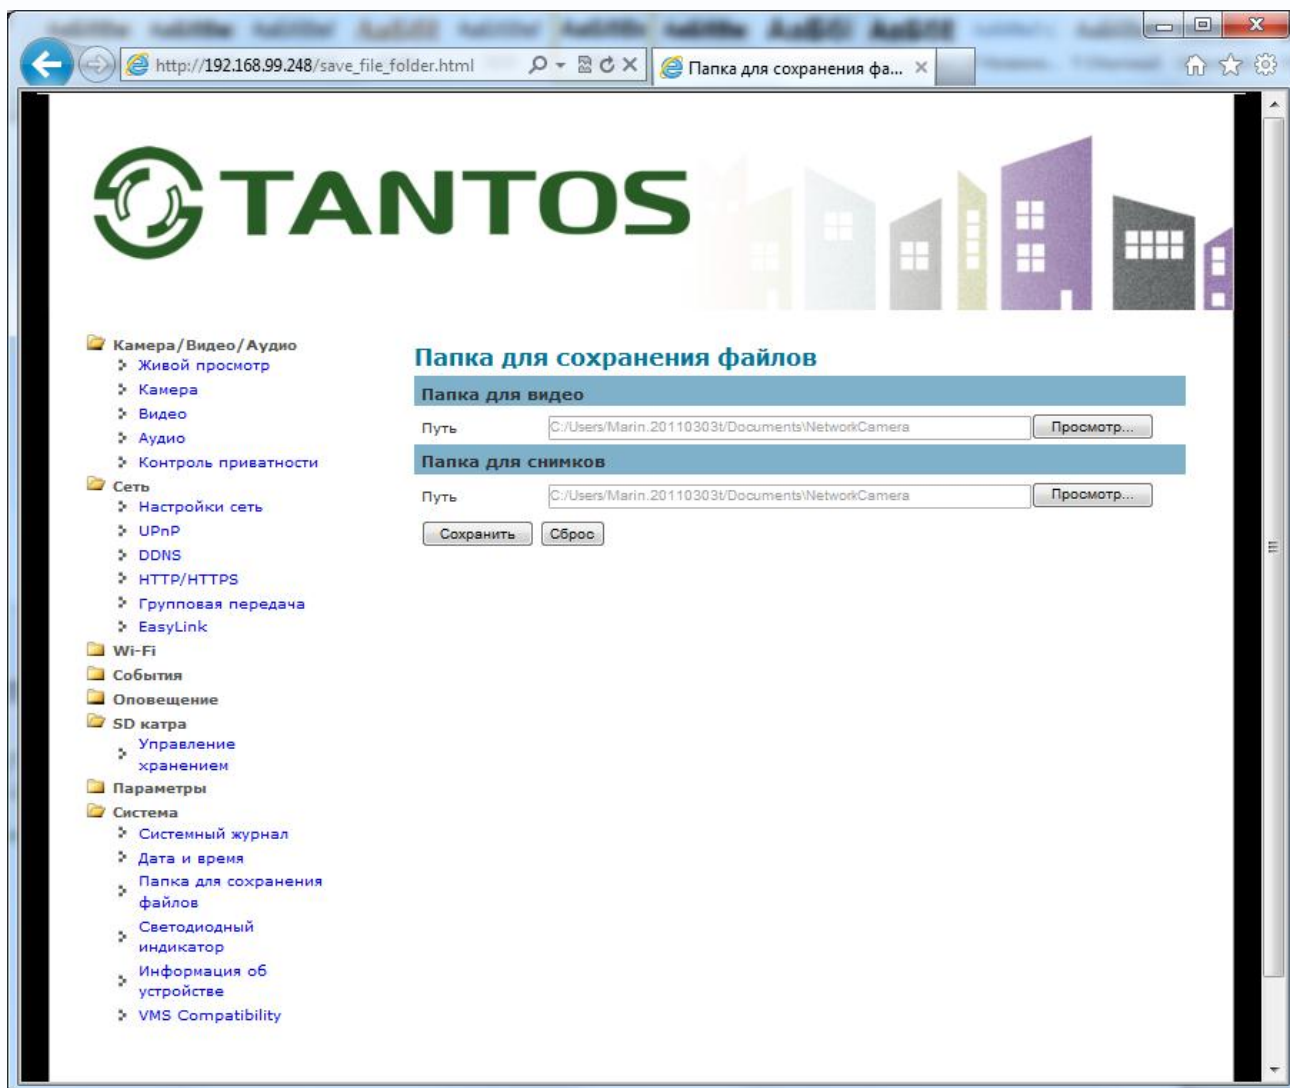 http://192.168.99.248/save_file_folder.html
Папка для сохранения фа...
TANTOS
Камера/Видео/Аудио
Живой просмотр
Камера
Видео
Аудио
Контроль приватности
Сеть
Настройки сеть
UPnP
DDNS
HTTP/HTTPS
Групповая передача
EasyLink
Wi-Fi
События
Оповещение
SD катра
Управление
хранением
Параметры
Система
Системный журнал
Дата и время
Папка для сохранения
файлов
Светодиодный
индикатор
Информация об
устройстве
VMS Compatibility
Папка для сохранения файлов
Папка для видео
Путь C:/Users/Marin.20110303t/Documents\NetworkCamera Просмотр...
Папка для снимков
Путь C:/Users/Marin.20110303t/Documents\NetworkCamera Просмотр...
Сохранить Сброс